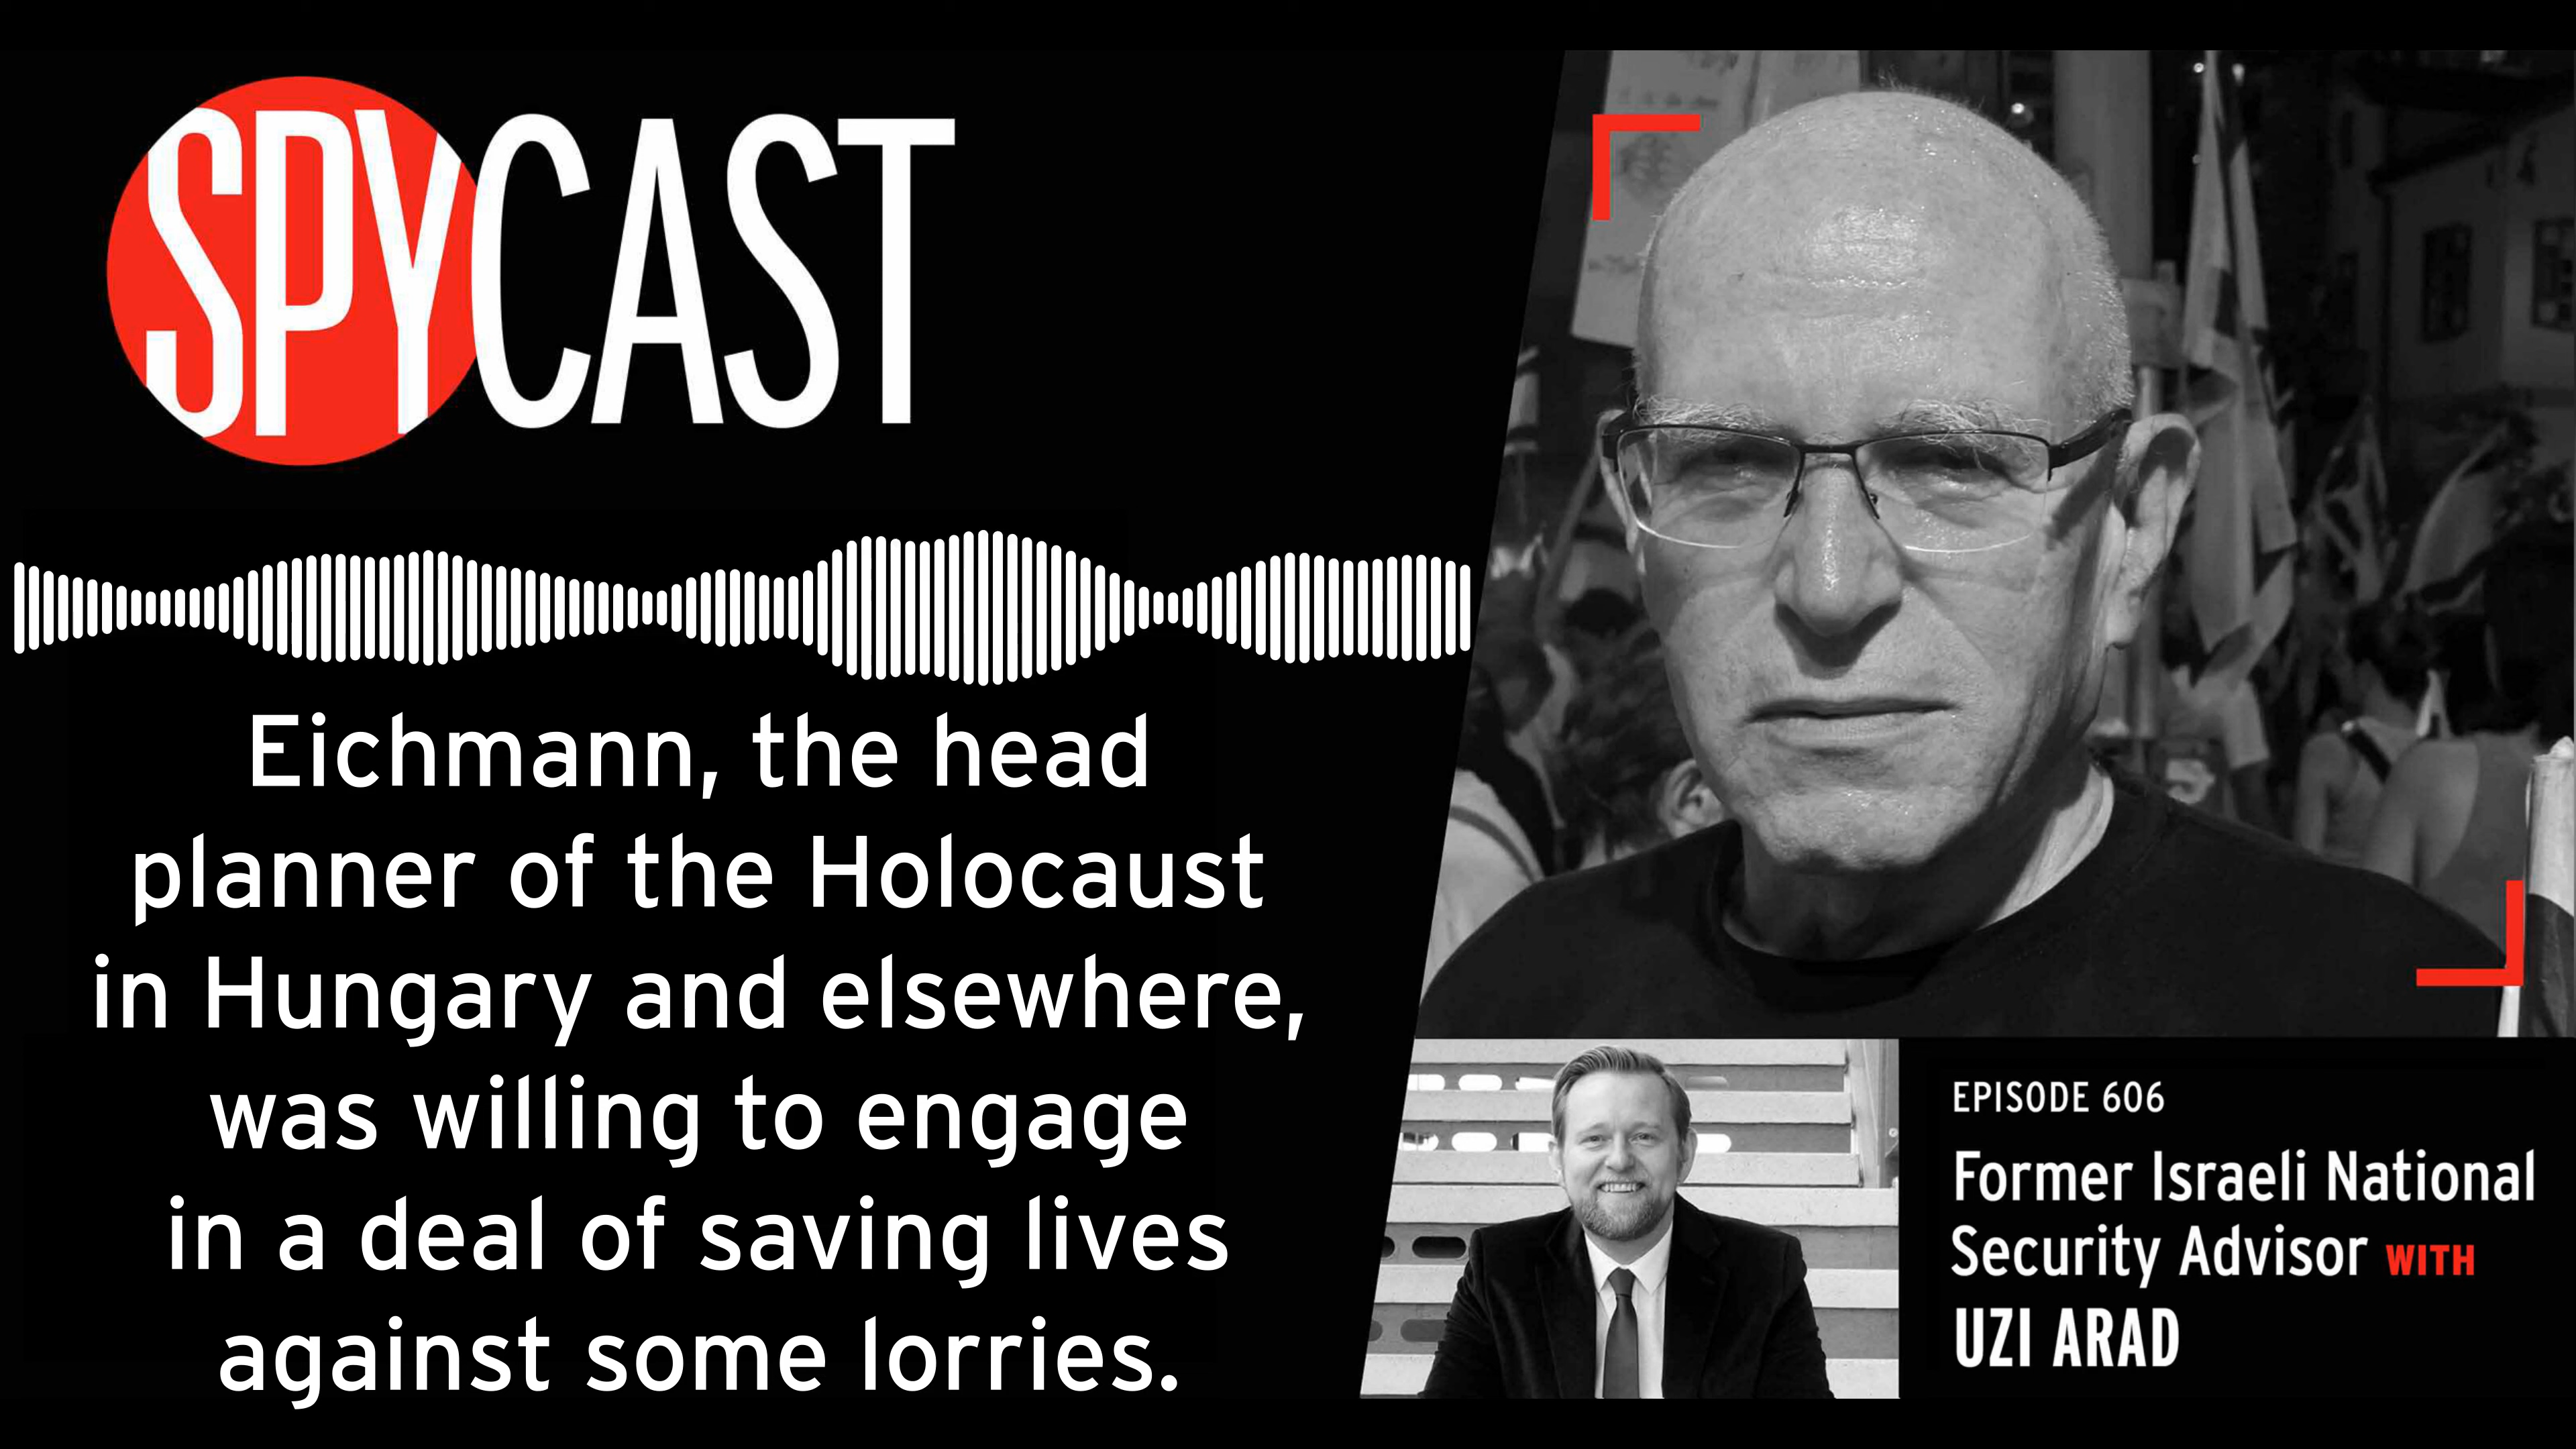 SPYCAST
Eichmann, the head
planner of the Holocaust
in Hungary and elsewhere,
was willing to engage
in a deal of saving lives
against some lorries.
EPISODE 606
Former Israeli National
Security Advisor WITH
UZI ARAD